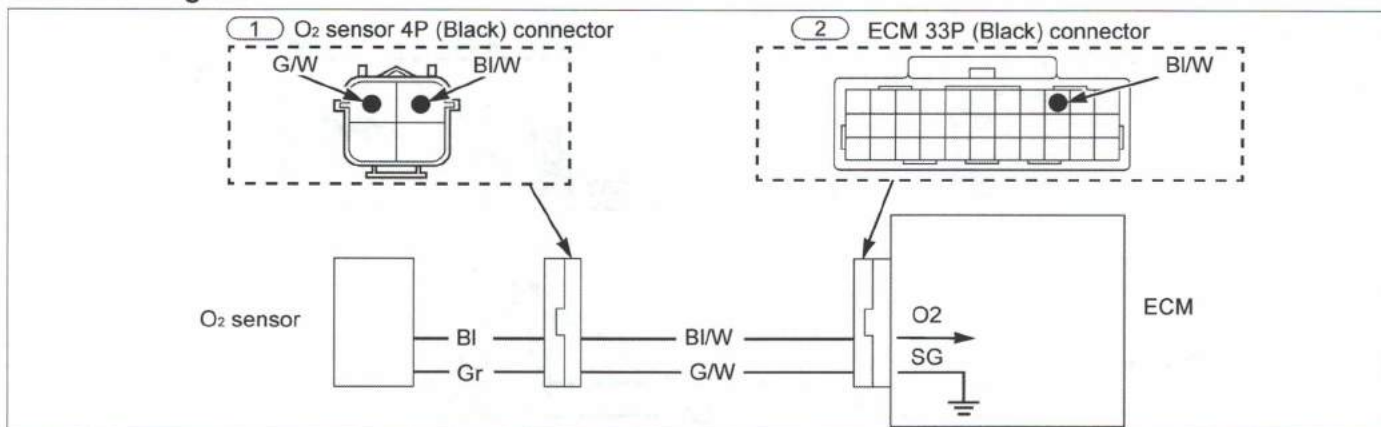 1 O2 sensor 4P (Black) connector
G/W
Bl/W
2 ECM 33P (Black) connector
Bl/W
O2 sensor
Bl
Bl/W
O2
ECM
Gr
G/W
SG